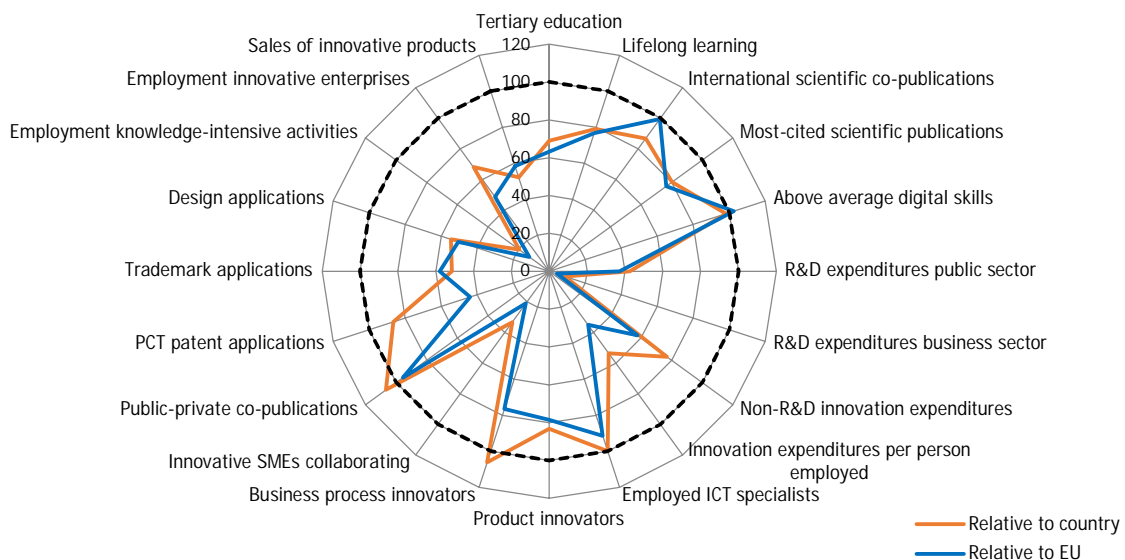 Tertiary education
Sales of innovative products
Lifelong learning
Employment innovative enterprises
International scientific co-publications
Employment knowledge-intensive activities
Most-cited scientific publications
Design applications
Above average digital skills
Trademark applications
R&D expenditures public sector
PCT patent applications
R&D expenditures business sector
Public-private co-publications
Non-R&D innovation expenditures
Innovative SMEs collaborating
Innovation expenditures per person
employed
Business process innovators
Employed ICT specialists
Product innovators
120
100
80
60
40
20
0
Relative to country
Relative to EU